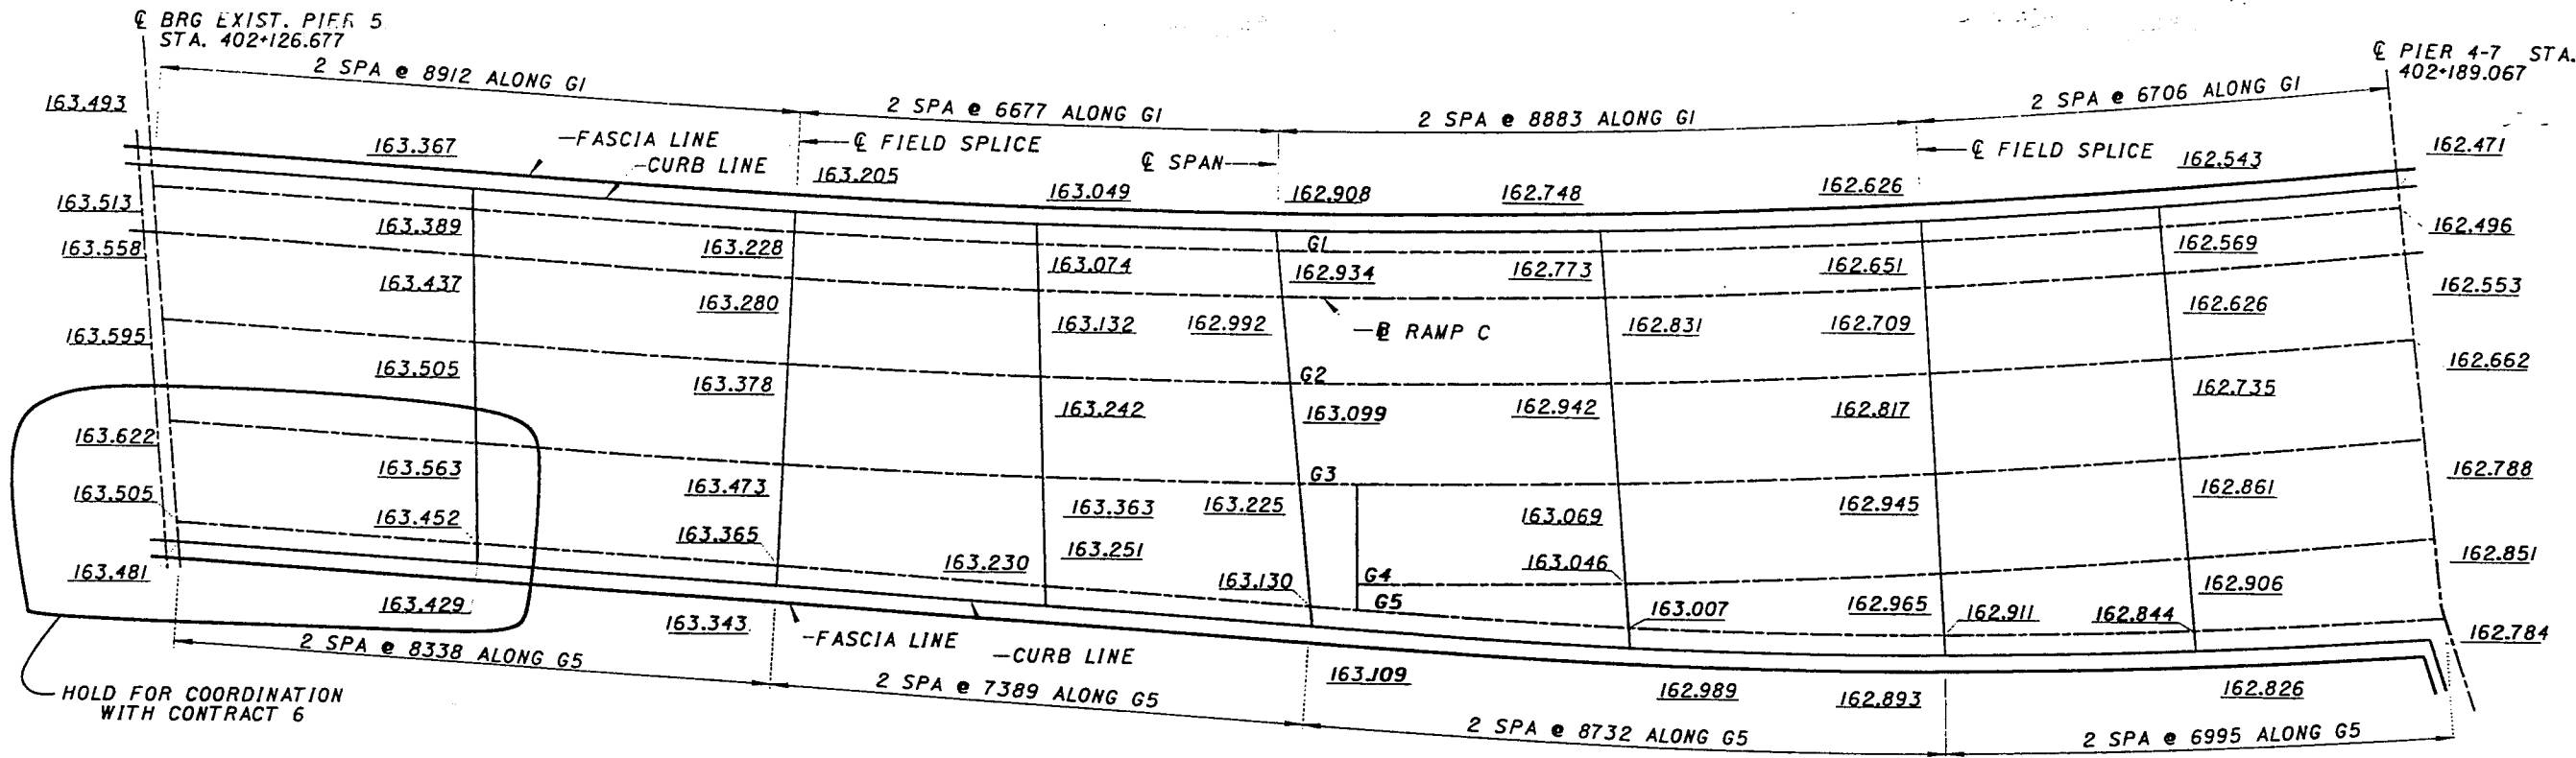 ℄ BRG EXIST. PIER 5
STA. 402+126.677
℄ PIER 4-7 STA.
402+189.067
2 SPA @ 8912 ALONG G1
2 SPA @ 6677 ALONG G1
2 SPA @ 8883 ALONG G1
2 SPA @ 6706 ALONG G1
163.493
163.367
FASCIA LINE
CURB LINE
℄ FIELD SPLICE
℄ SPAN
℄ FIELD SPLICE
162.543
162.471
163.205
163.049
162.908
162.748
162.626
163.513
163.389
163.228
G1
162.569
162.496
163.558
163.074
162.934
162.773
162.651
163.437
163.280
162.626
162.553
163.132
162.992
B RAMP C
162.831
162.709
163.595
163.505
163.378
G2
162.735
162.662
163.242
163.099
162.942
162.817
163.622
163.563
163.473
G3
162.861
162.788
163.505
163.452
163.365
163.363
163.225
163.069
162.945
163.251
163.230
163.130
163.046
G4
G5
162.906
162.851
163.481
163.429
163.343
163.007
162.965
162.911
162.844
162.784
FASCIA LINE
CURB LINE
2 SPA @ 8338 ALONG G5
2 SPA @ 7389 ALONG G5
163.109
162.989
162.893
162.826
HOLD FOR COORDINATION
WITH CONTRACT 6
2 SPA @ 8732 ALONG G5
2 SPA @ 6995 ALONG G5